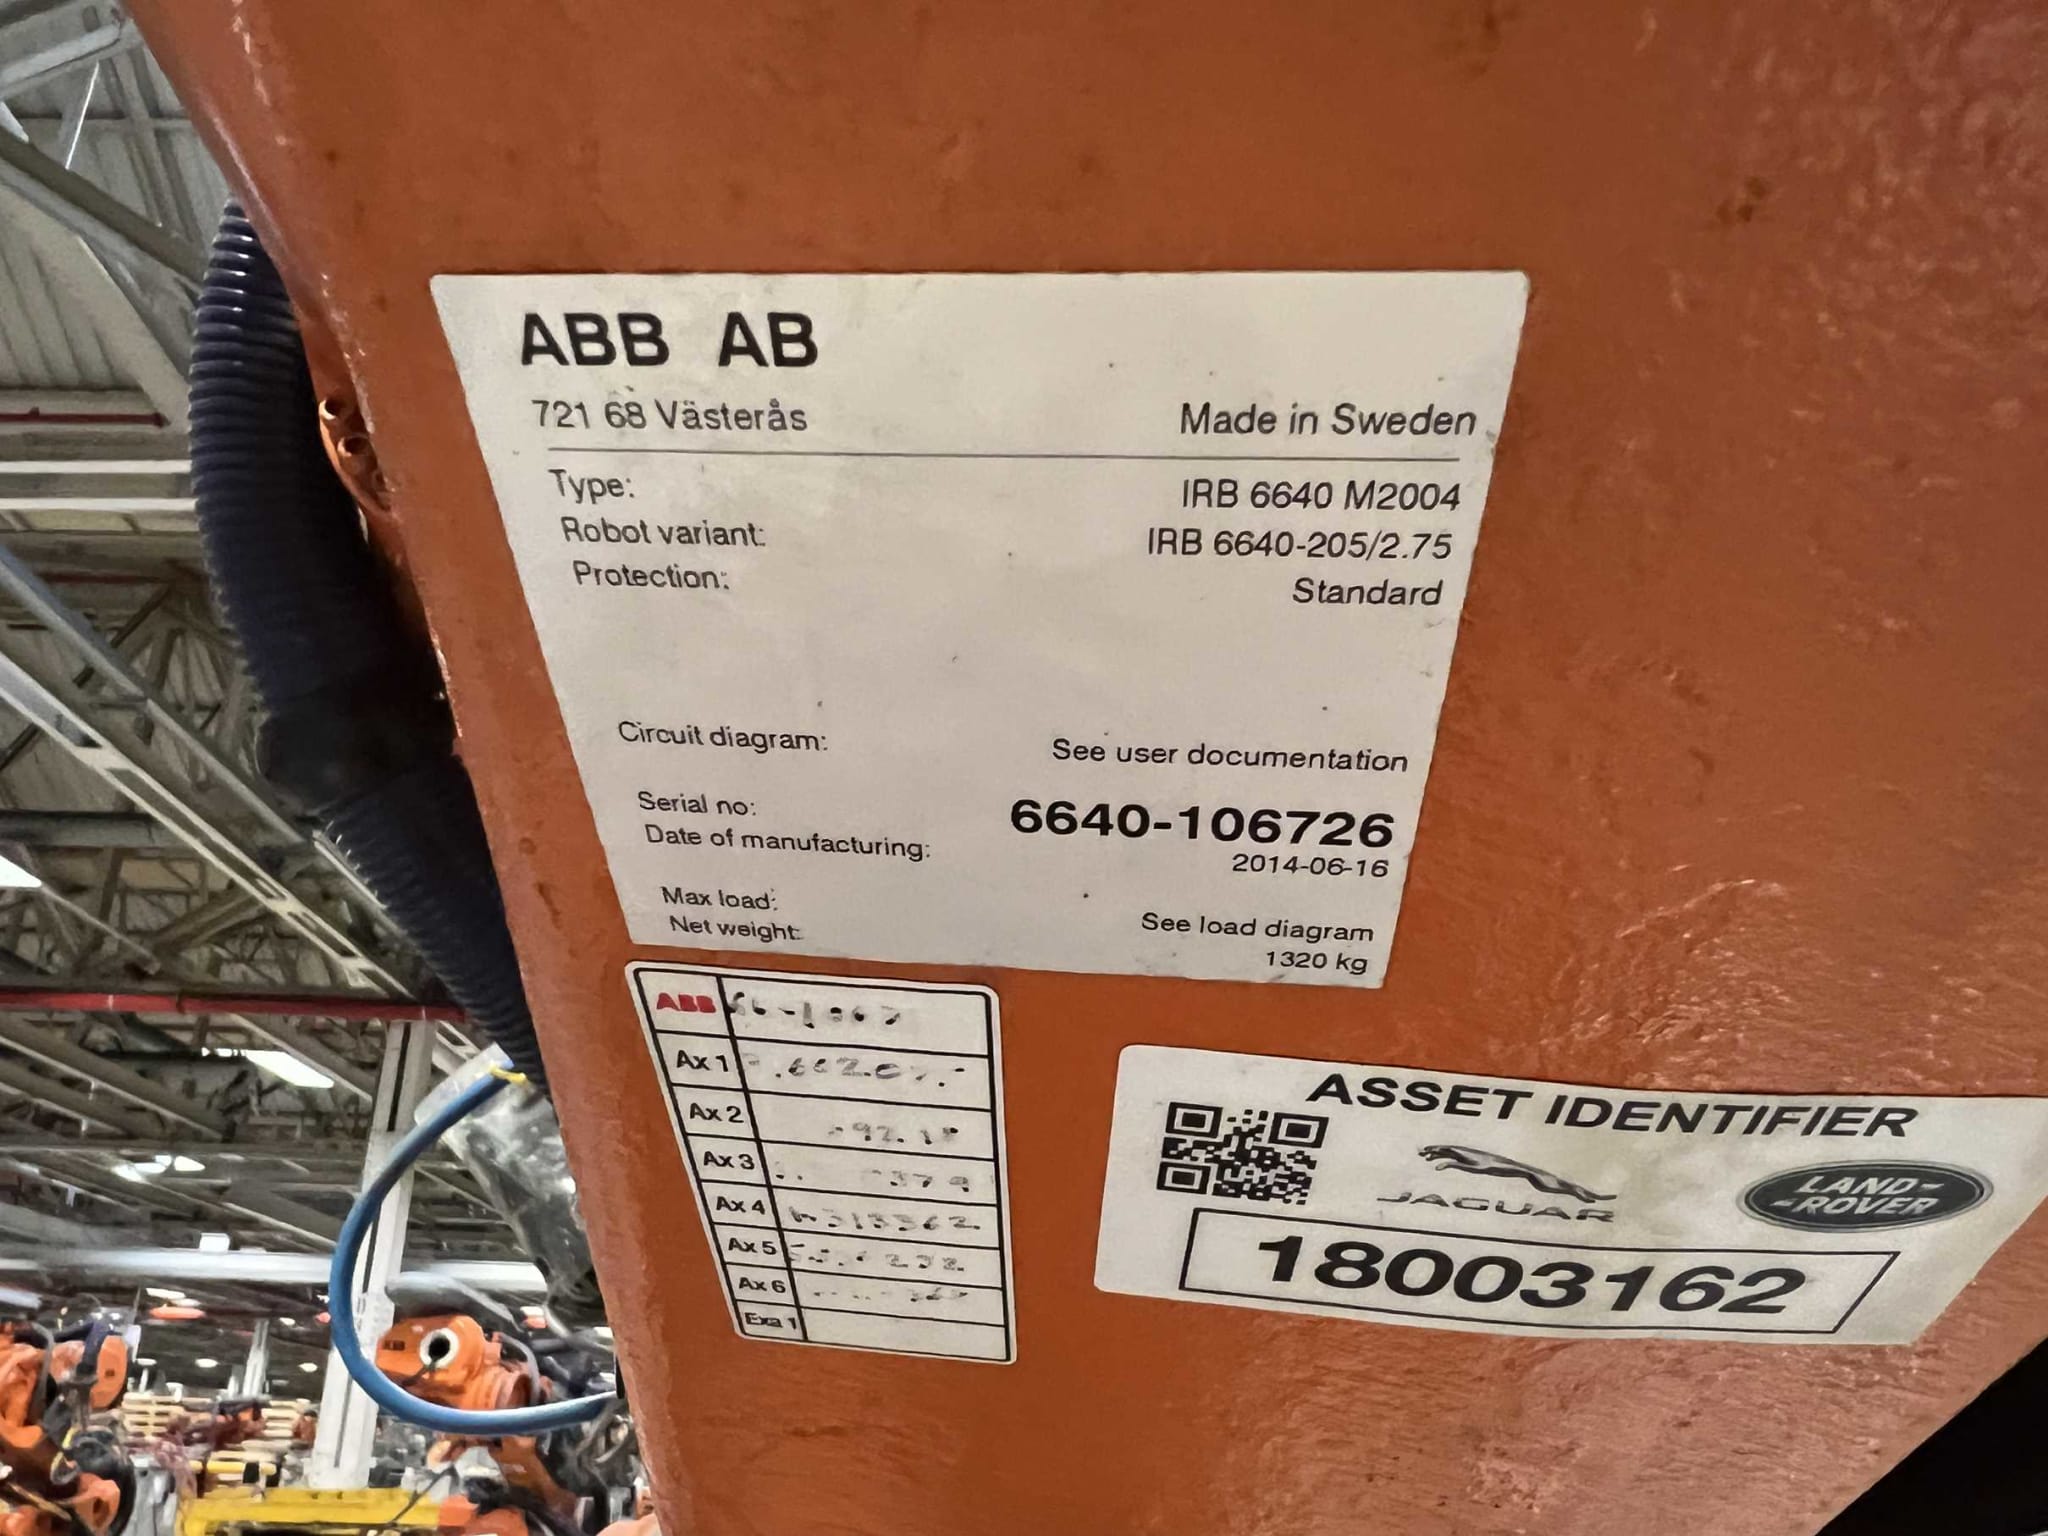 ABB AB
721 68 Västerås Made in Sweden
Type: IRB 6640 M2004
Robot variant: IRB 6640-205/2.75
Protection: Standard
Circuit diagram: See user documentation
Serial no: 6640-106726
Date of manufacturing: 2014-06-16
Max load: See load diagram
Net weight: 1320 kg
ABB
Ax 1
Ax 2
Ax 3
Ax 4
Ax 5
Ax 6
Exa 1
ASSET IDENTIFIER
JAGUAR
LAND-
-ROVER
18003162